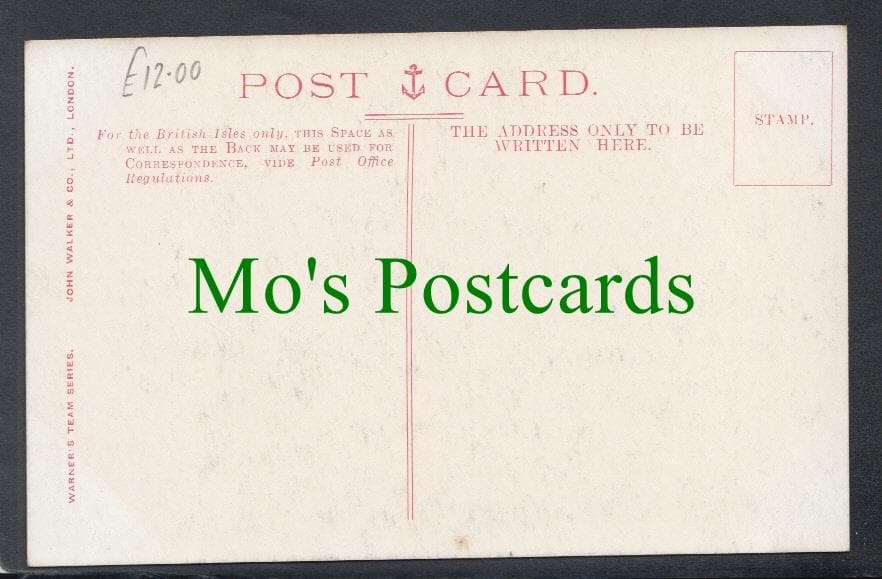 £12.00
POST CARD.
For the British Isles only, THIS SPACE AS
WELL AS THE BACK MAY BE USED FOR
CORRESPONDENCE, VIDE Post Office
Regulations.
THE ADDRESS ONLY TO BE
WRITTEN HERE.
STAMP.
Mo's Postcards
WARNER'S TEAM SERIES. JOHN WALKER & CO., LTD., LONDON.